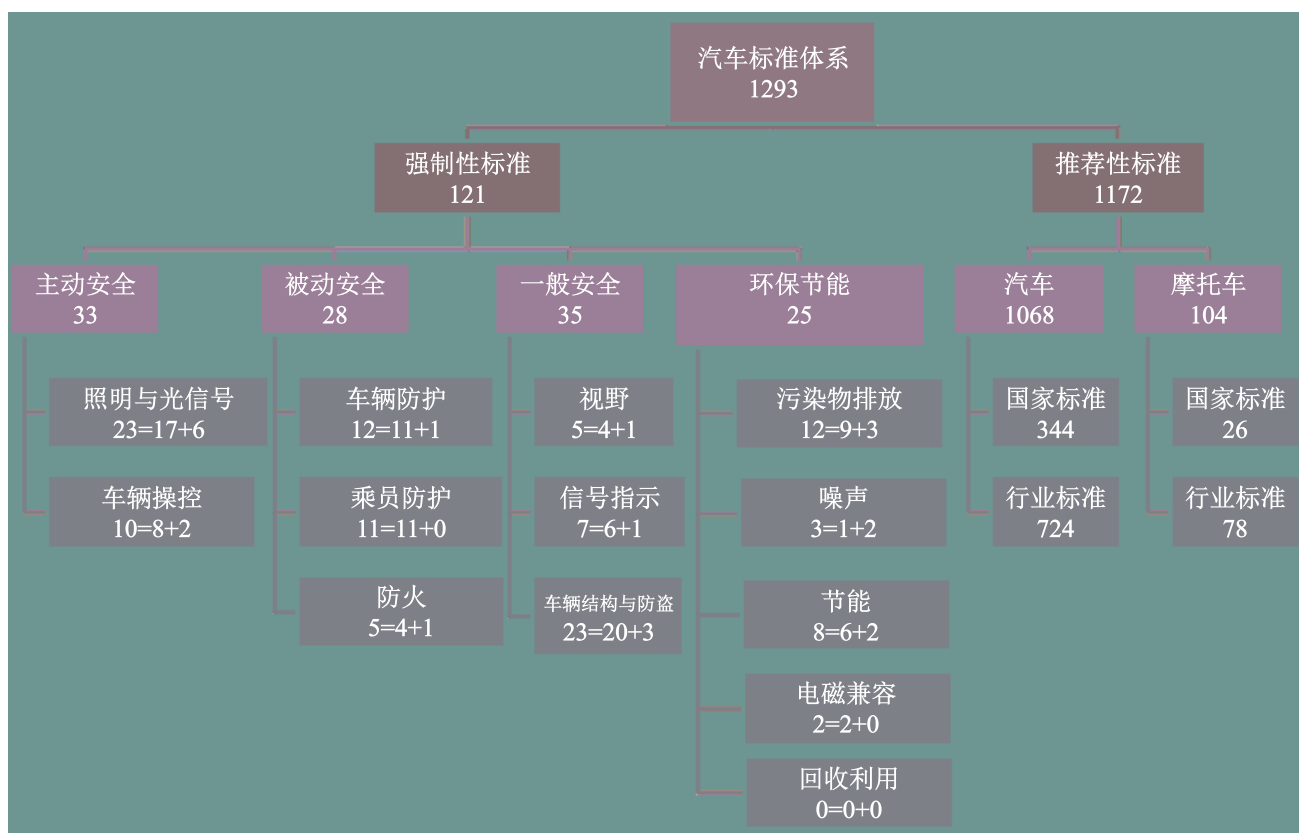 汽车标准体系
1293
强制性标准
121
推荐性标准
1172
主动安全
33
被动安全
28
一般安全
35
环保节能
25
汽车
1068
摩托车
104
照明与光信号
23=17+6
车辆操控
10=8+2
车辆防护
12=11+1
乘员防护
11=11+0
防火
5=4+1
视野
5=4+1
信号指示
7=6+1
车辆结构与防盗
23=20+3
污染物排放
12=9+3
噪声
3=1+2
节能
8=6+2
电磁兼容
2=2+0
回收利用
0=0+0
国家标准
344
行业标准
724
国家标准
26
行业标准
78